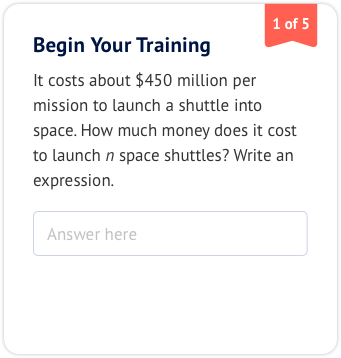 1 of 5
Begin Your Training
It costs about $450 million per
mission to launch a shuttle into
space. How much money does it cost
to launch n space shuttles? Write an
expression.
Answer here